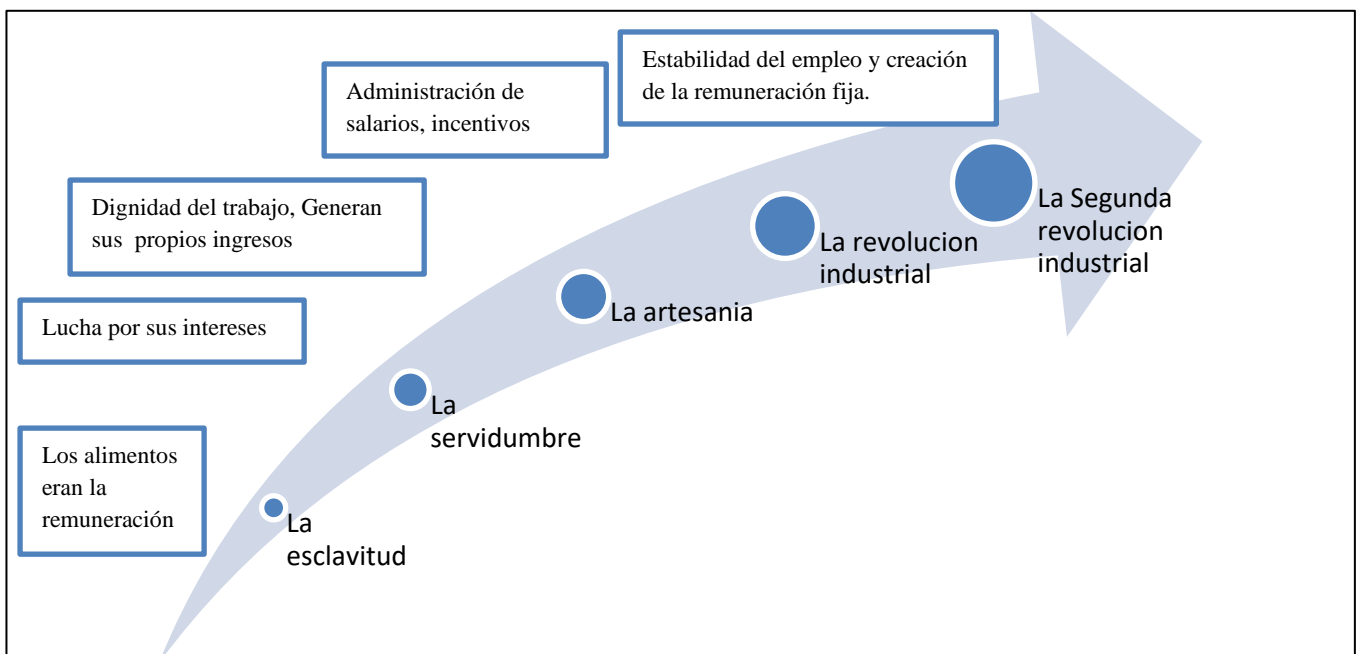 Estabilidad del empleo y creación
de la remuneración fija.
Administración de
salarios, incentivos
Dignidad del trabajo, Generan
sus  propios ingresos
Lucha por sus intereses
Los alimentos
eran la
remuneración
La
esclavitud
La
servidumbre
La artesania
La revolucion
industrial
La Segunda
revolucion
industrial